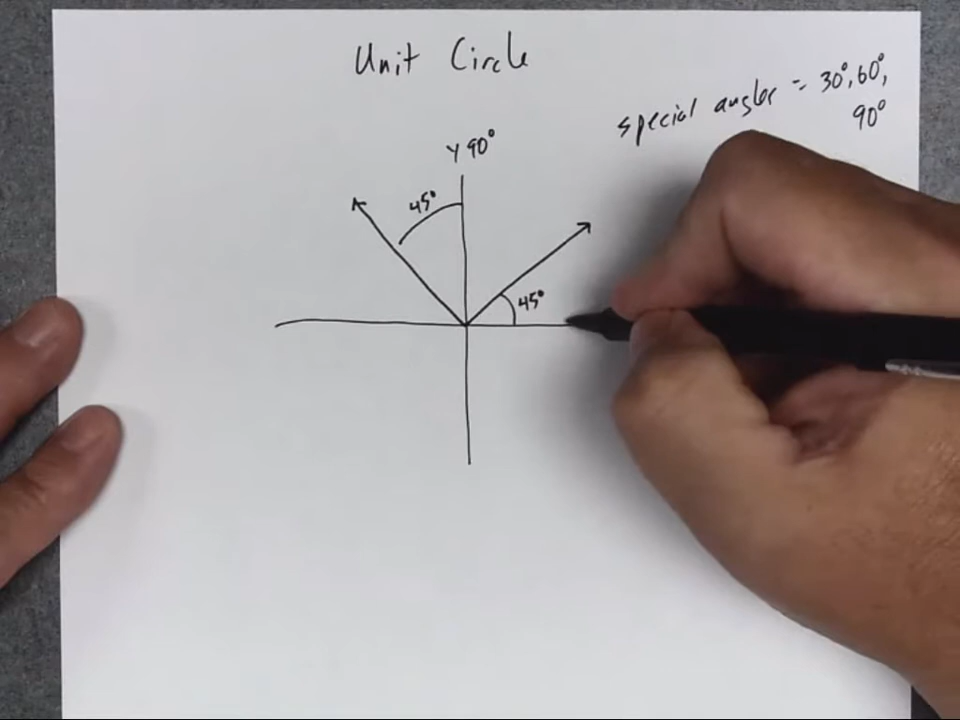 Unit Circle
special angles = 30°, 60°,
90°
Y 90°
45°
45°